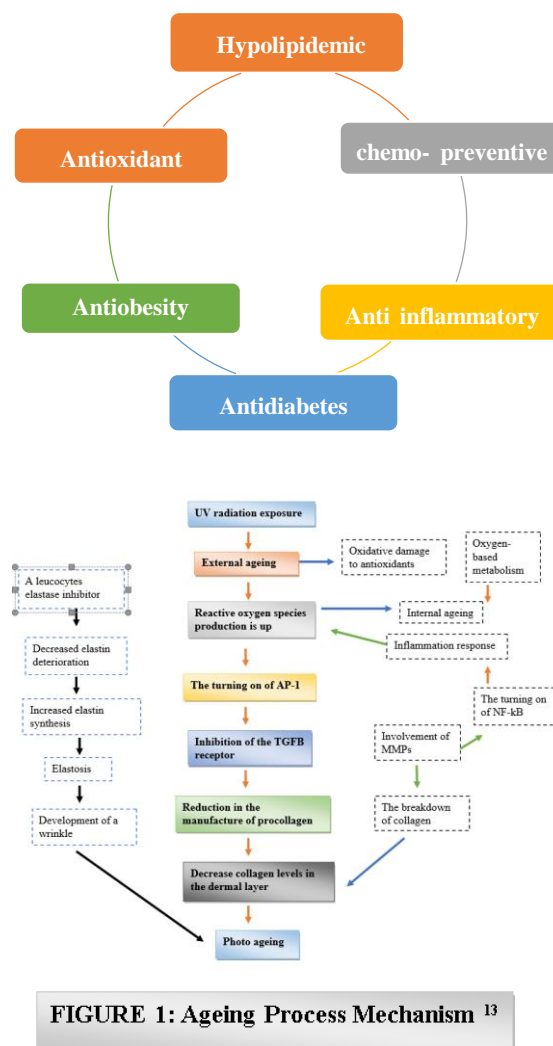 Hypolipidemic
Antioxidant
chemo- preventive
Antiobesity
Anti inflammatory
Antidiabetes
UV radiation exposure
External ageing
Oxidative damage
to antioxidants
Oxygen-
based
metabolism
A leucocytes
elastase inhibitor
Reactive oxygen species
production is up
Internal ageing
Decreased elastin
deterioration
Inflammation response
The turning on of AP-1
The turning on
of NF-kB
Increased elastin
synthesis
Inhibition of the TGFB
receptor
Involvement of
MMPs
Elastosis
Reduction in the
manufacture of procollagen
The breakdown
of collagen
Development of a
wrinkle
Decrease collagen levels in
the dermal layer
Photo ageing
FIGURE 1: Ageing Process Mechanism 13